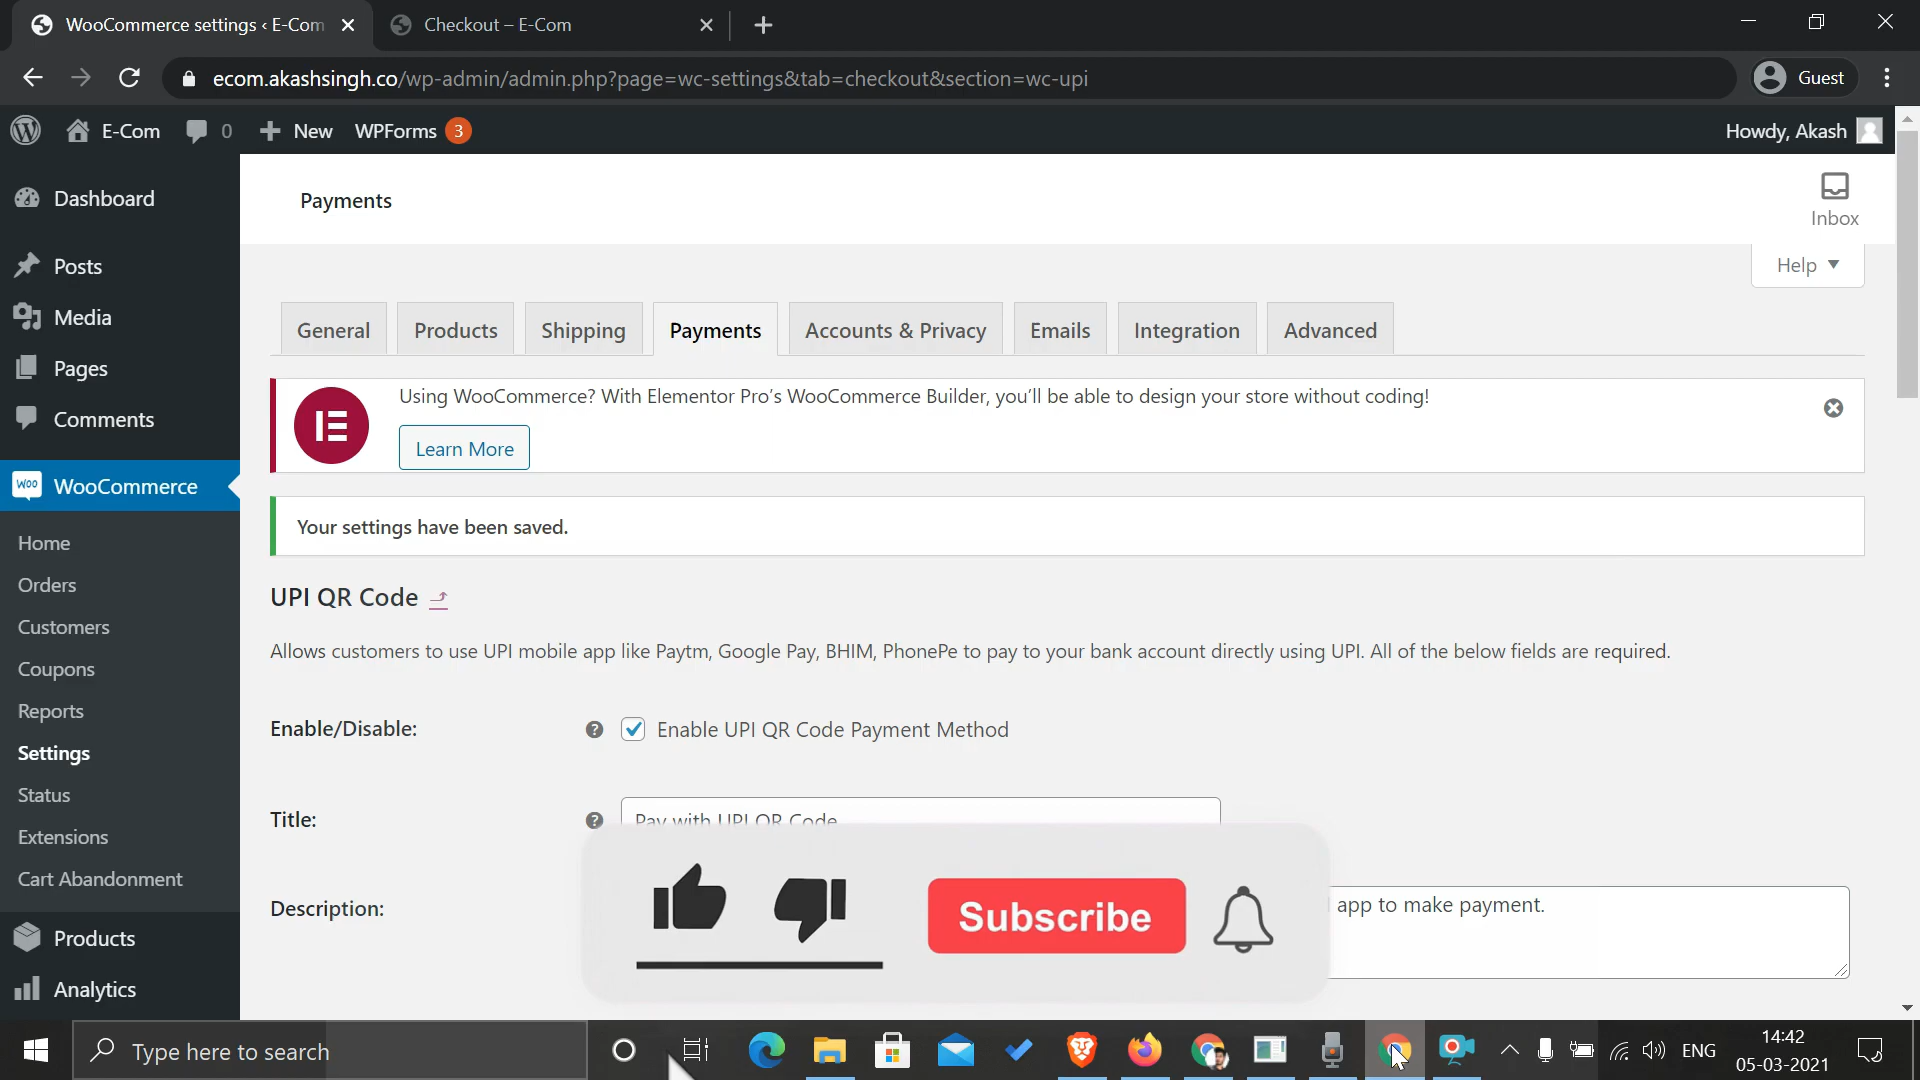 WooCommerce settings ‹ E-Com
Checkout – E-Com
ecom.akashsingh.co/wp-admin/admin.php?page=wc-settings&tab=checkout&section=wc-upi
Guest
E-Com
0
New
WPForms 3
Howdy, Akash
Dashboard
Posts
Media
Pages
Comments
WooCommerce
Home
Orders
Customers
Coupons
Reports
Settings
Status
Extensions
Cart Abandonment
Products
Analytics
Payments
Inbox
Help
General
Products
Shipping
Payments
Accounts & Privacy
Emails
Integration
Advanced
Using WooCommerce? With Elementor Pro's WooCommerce Builder, you'll be able to design your store without coding!
Learn More
Your settings have been saved.
UPI QR Code
Allows customers to use UPI mobile app like Paytm, Google Pay, BHIM, PhonePe to pay to your bank account directly using UPI. All of the below fields are required.
Enable/Disable:
Enable UPI QR Code Payment Method
Title:
Pay with UPI QR Code
Description:
app to make payment.
Subscribe
Type here to search
ENG
14:42
05-03-2021